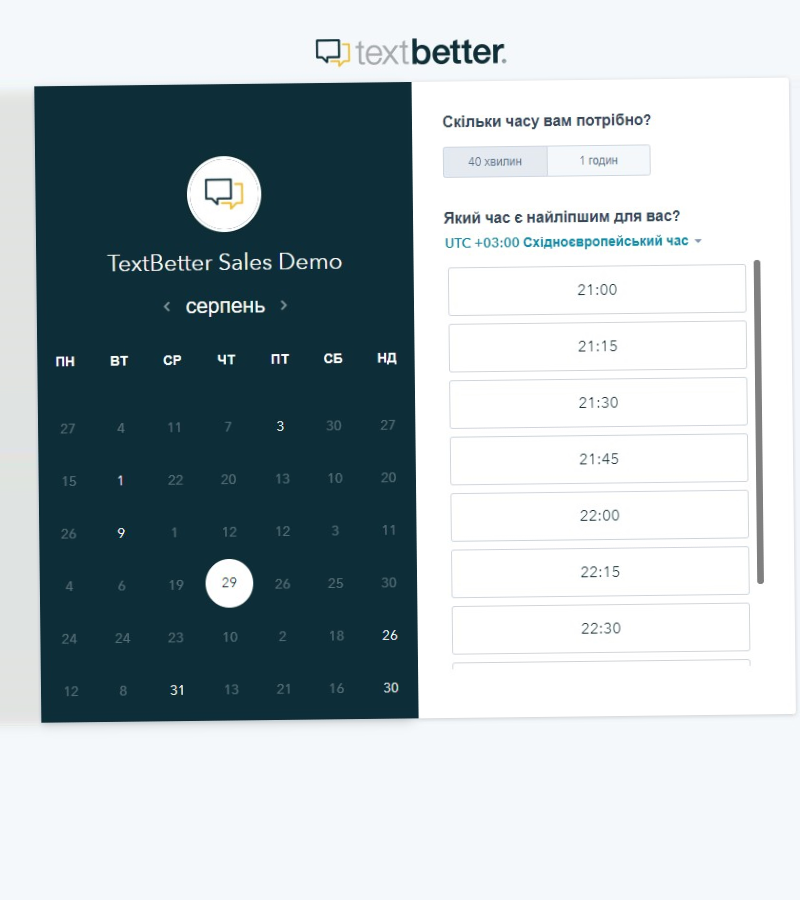 textbetter.
TextBetter Sales Demo
серпень
ПН ВТ СР ЧТ ПТ СБ НД
27 4 11 7 3 30 27
15 1 22 20 13 10 20
26 9 1 12 12 3 11
4 6 19 29 26 25 30
24 24 23 10 2 18 26
12 8 31 13 21 16 30
Скільки часу вам потрібно?
40 хвилин 1 годин
Який час є найліпшим для вас?
UTC +03:00 Східноєвропейський час
21:00
21:15
21:30
21:45
22:00
22:15
22:30